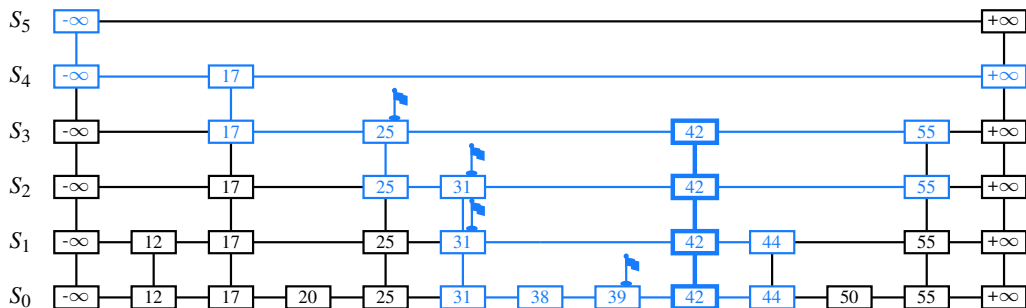 S5 -∞ +∞
S4 -∞ 17 +∞
S3 -∞ 17 25 42 55 +∞
S2 -∞ 17 25 31 42 55 +∞
S1 -∞ 12 17 25 31 42 44 55 +∞
S0 -∞ 12 17 20 25 31 38 39 42 44 50 55 +∞